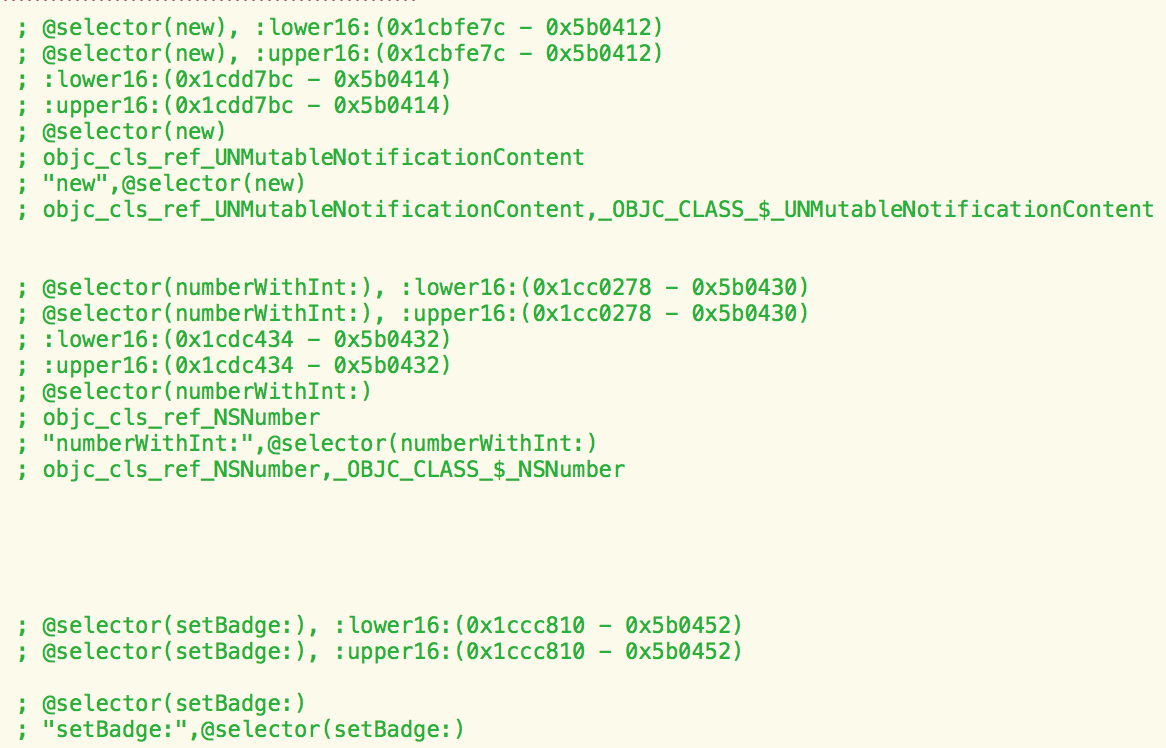 ; @selector(new), :lower16:(0x1cbfe7c - 0x5b0412)
; @selector(new), :upper16:(0x1cbfe7c - 0x5b0412)
; :lower16:(0x1cdd7bc - 0x5b0414)
; :upper16:(0x1cdd7bc - 0x5b0414)
; @selector(new)
; objc_cls_ref_UNMutableNotificationContent
; "new",@selector(new)
; objc_cls_ref_UNMutableNotificationContent,_OBJC_CLASS_$_UNMutableNotificationContent
; @selector(numberWithInt:), :lower16:(0x1cc0278 - 0x5b0430)
; @selector(numberWithInt:), :upper16:(0x1cc0278 - 0x5b0430)
; :lower16:(0x1cdc434 - 0x5b0432)
; :upper16:(0x1cdc434 - 0x5b0432)
; @selector(numberWithInt:)
; objc_cls_ref_NSNumber
; "numberWithInt:",@selector(numberWithInt:)
; objc_cls_ref_NSNumber,_OBJC_CLASS_$_NSNumber
; @selector(setBadge:), :lower16:(0x1ccc810 - 0x5b0452)
; @selector(setBadge:), :upper16:(0x1ccc810 - 0x5b0452)
; @selector(setBadge:)
; "setBadge:",@selector(setBadge:)